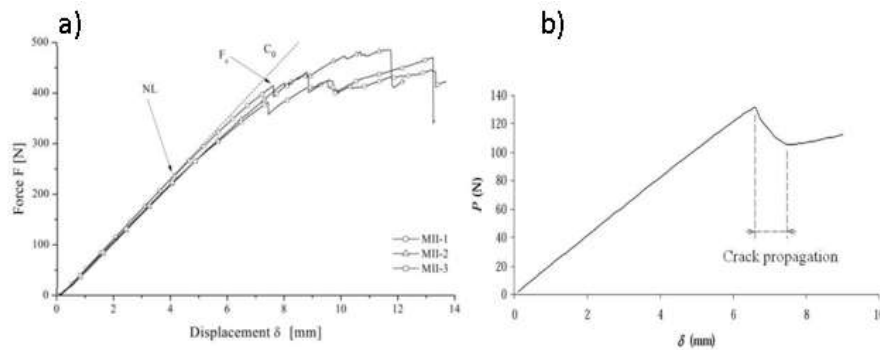 a)
500
400
300
200
100
0
Force F [N]
NL
F
C0
MII-1
MII-2
MII-3
0 2 4 6 8 10 12 14
Displacement δ [mm]
b)
140
120
100
80
60
40
20
0
P (N)
Crack propagation
0 2 4 6 8 10
δ (mm)